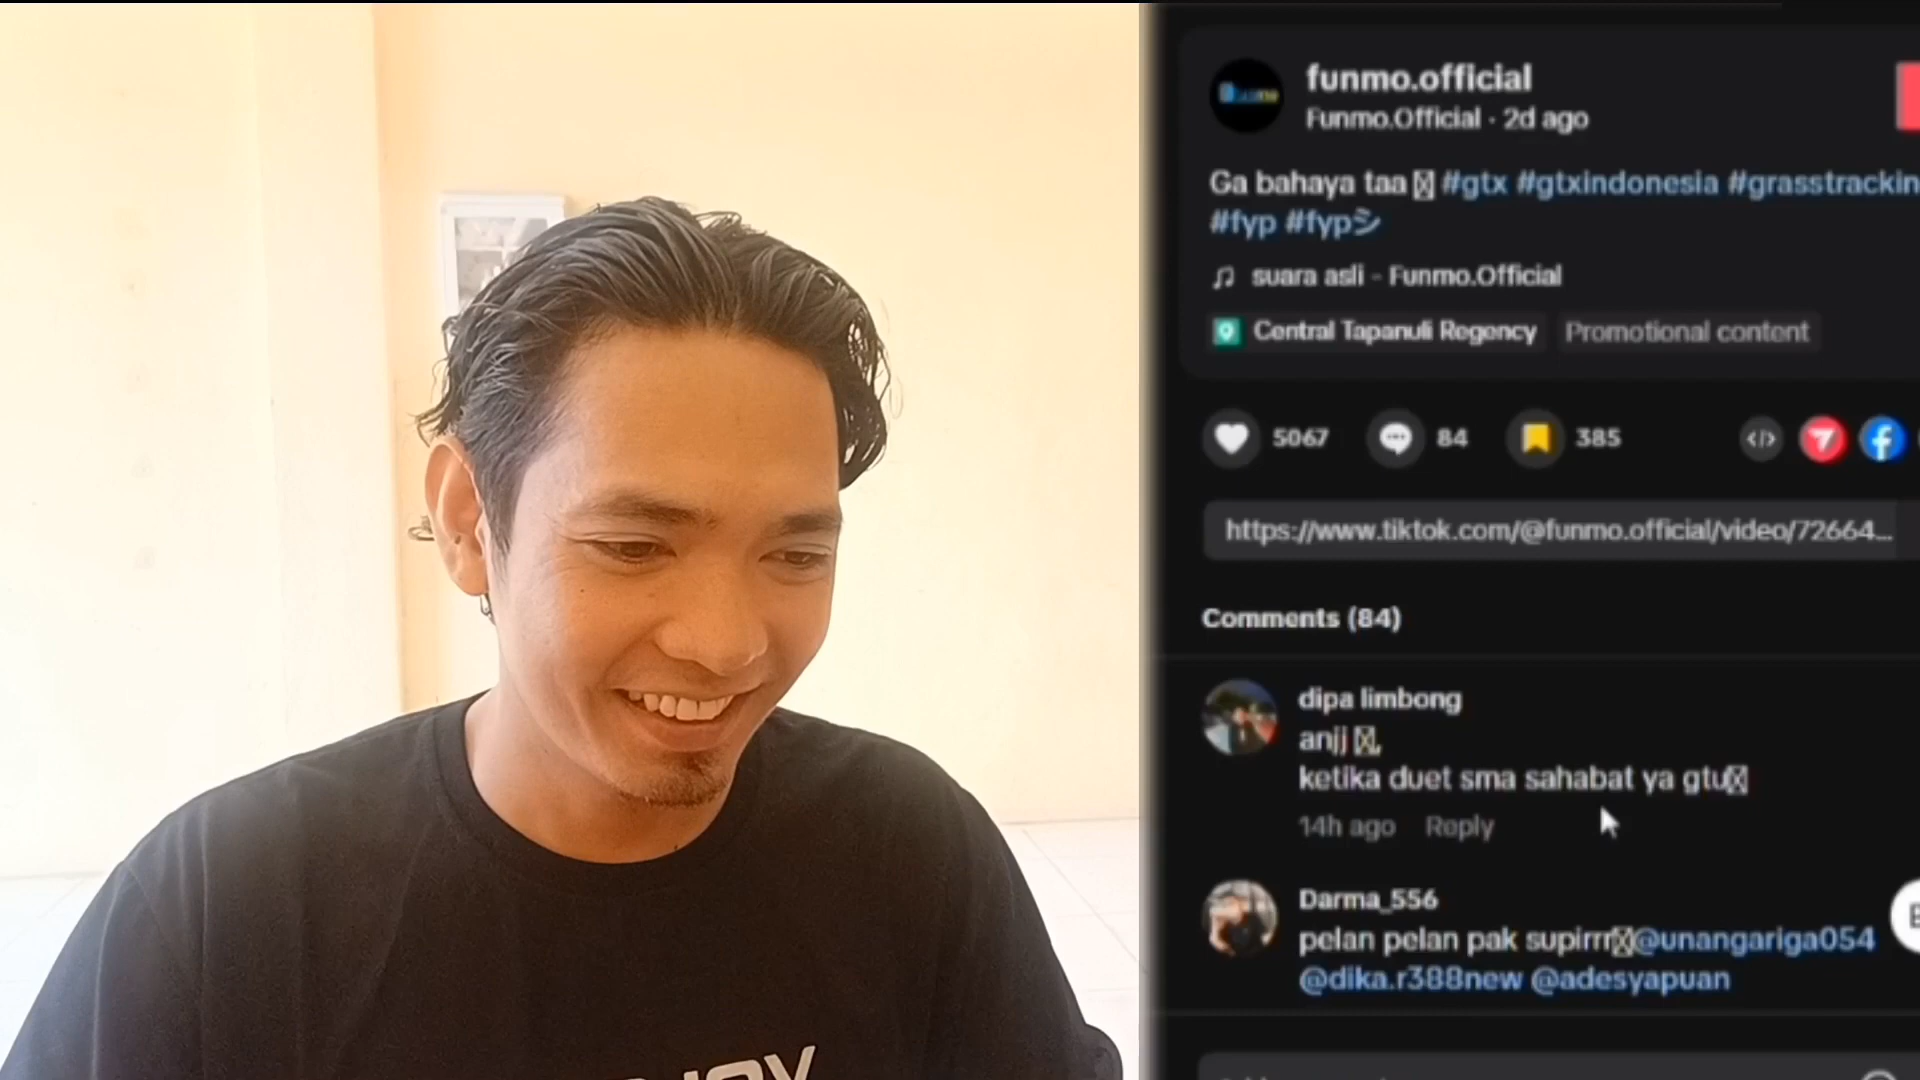 funmo.official
Funmo.Official · 2d ago
Ga bahaya taa #gtx #gtxindonesia #grasstrackin
#fyp #fypシ
suara asli - Funmo.Official
Central Tapanuli Regency Promotional content
5067 84 385
https://www.tiktok.com/@funmo.official/video/72664...
Comments (84)
dipa limbong
anjj
ketika duet sma sahabat ya gtu
14h ago Reply
Darma_556
pelan pelan pak supirrr@unangariga054
@dika.r388new @adesyapuan